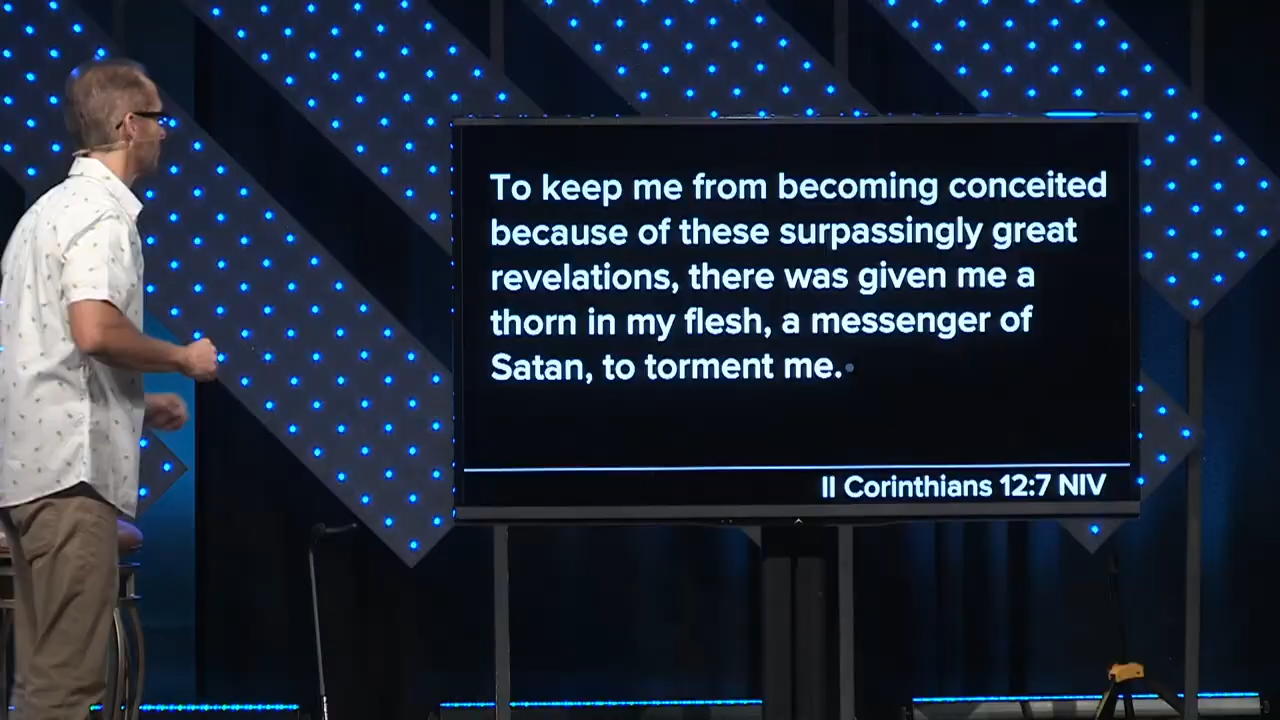 To keep me from becoming conceited
because of these surpassingly great
revelations, there was given me a
thorn in my flesh, a messenger of
Satan, to torment me.
II Corinthians 12:7 NIV